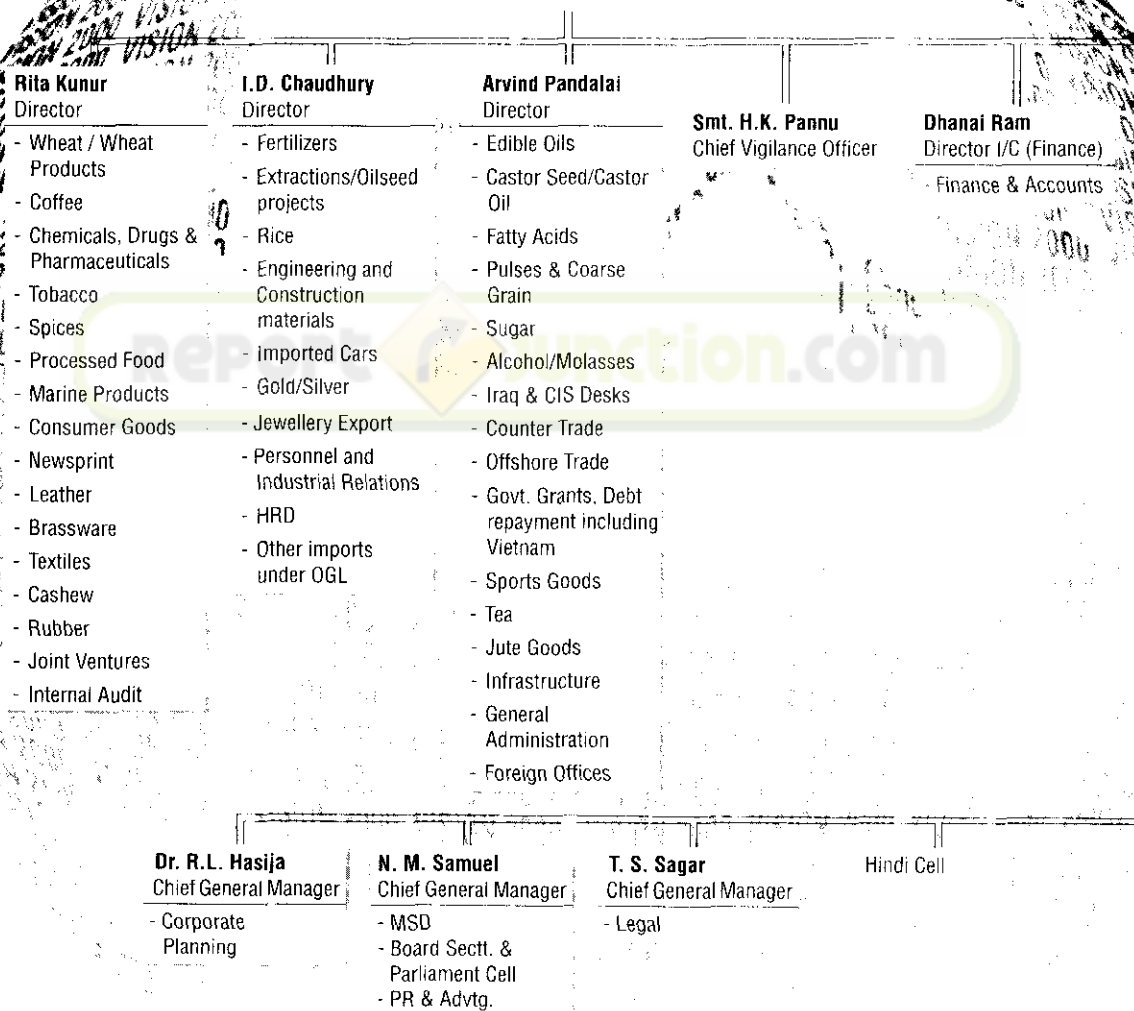 VISION 2000
Rita Kunur
Director
- Wheat / Wheat
Products
- Coffee
- Chemicals, Drugs &
Pharmaceuticals
- Tobacco
- Spices
- Processed Food
- Marine Products
- Consumer Goods
- Newsprint
- Leather
- Brassware
- Textiles
- Cashew
- Rubber
- Joint Ventures
- Internal Audit
I.D. Chaudhury
Director
- Fertilizers
- Extractions/Oilseed
projects
- Rice
- Engineering and
Construction
materials
- Imported Cars
- Gold/Silver
- Jewellery Export
- Personnel and
Industrial Relations
- HRD
- Other imports
under OGL
Arvind Pandalai
Director
- Edible Oils
- Castor Seed/Castor
Oil
- Fatty Acids
- Pulses & Coarse
Grain
- Sugar
- Alcohol/Molasses
- Iraq & CIS Desks
- Counter Trade
- Offshore Trade
- Govt. Grants, Debt
repayment including
Vietnam
- Sports Goods
- Tea
- Jute Goods
- Infrastructure
- General
Administration
- Foreign Offices
Smt. H.K. Pannu
Chief Vigilance Officer
Dhanai Ram
Director I/C (Finance)
- Finance & Accounts
report junction.com
Dr. R.L. Hasija
Chief General Manager
- Corporate
Planning
N. M. Samuel
Chief General Manager
- MSD
- Board Sectt. &
Parliament Cell
- PR & Advtg.
T. S. Sagar
Chief General Manager
- Legal
Hindi Cell